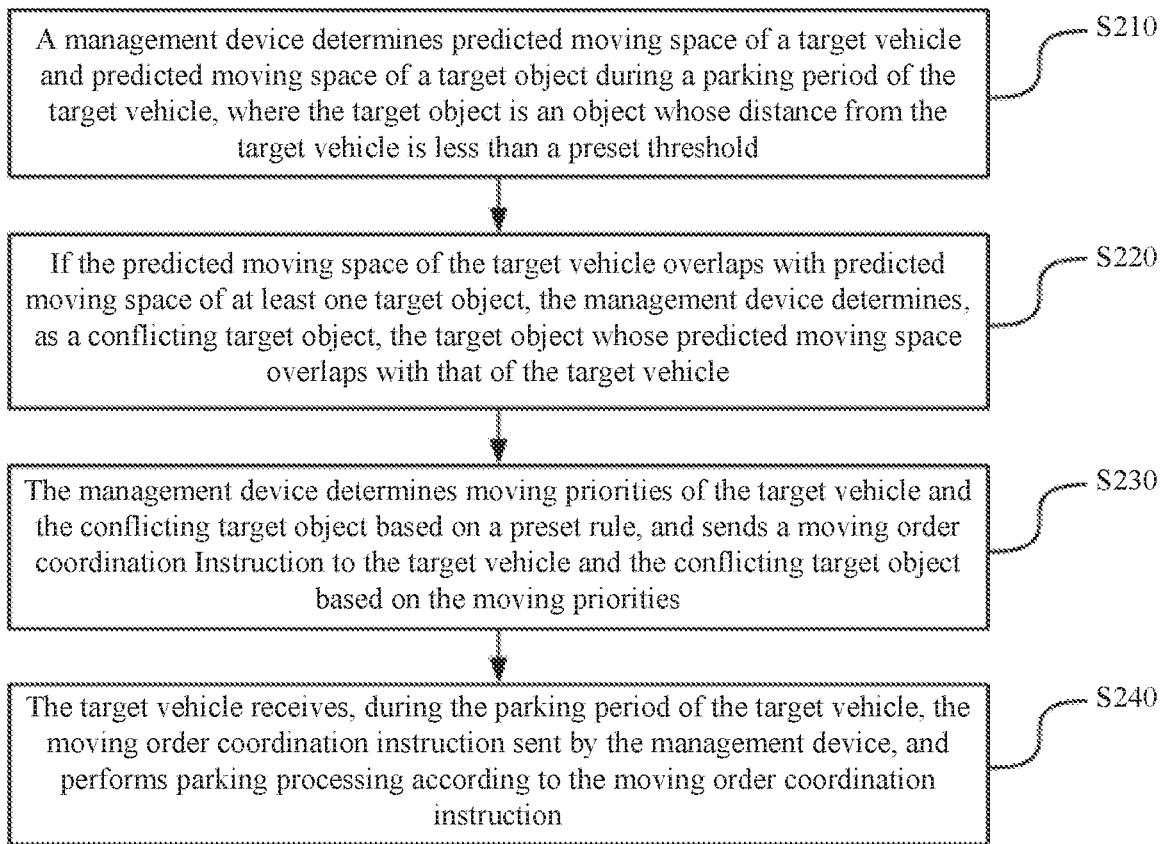 A management device determines predicted moving space of a target vehicle
and predicted moving space of a target object during a parking period of the
target vehicle, where the target object is an object whose distance from the
target vehicle is less than a preset threshold
S210
If the predicted moving space of the target vehicle overlaps with predicted
moving space of at least one target object, the management device determines,
as a conflicting target object, the target object whose predicted moving space
overlaps with that of the target vehicle
S220
The management device determines moving priorities of the target vehicle and
the conflicting target object based on a preset rule, and sends a moving order
coordination Instruction to the target vehicle and the conflicting target object
based on the moving priorities
S230
The target vehicle receives, during the parking period of the target vehicle, the
moving order coordination instruction sent by the management device, and
performs parking processing according to the moving order coordination
instruction
S240